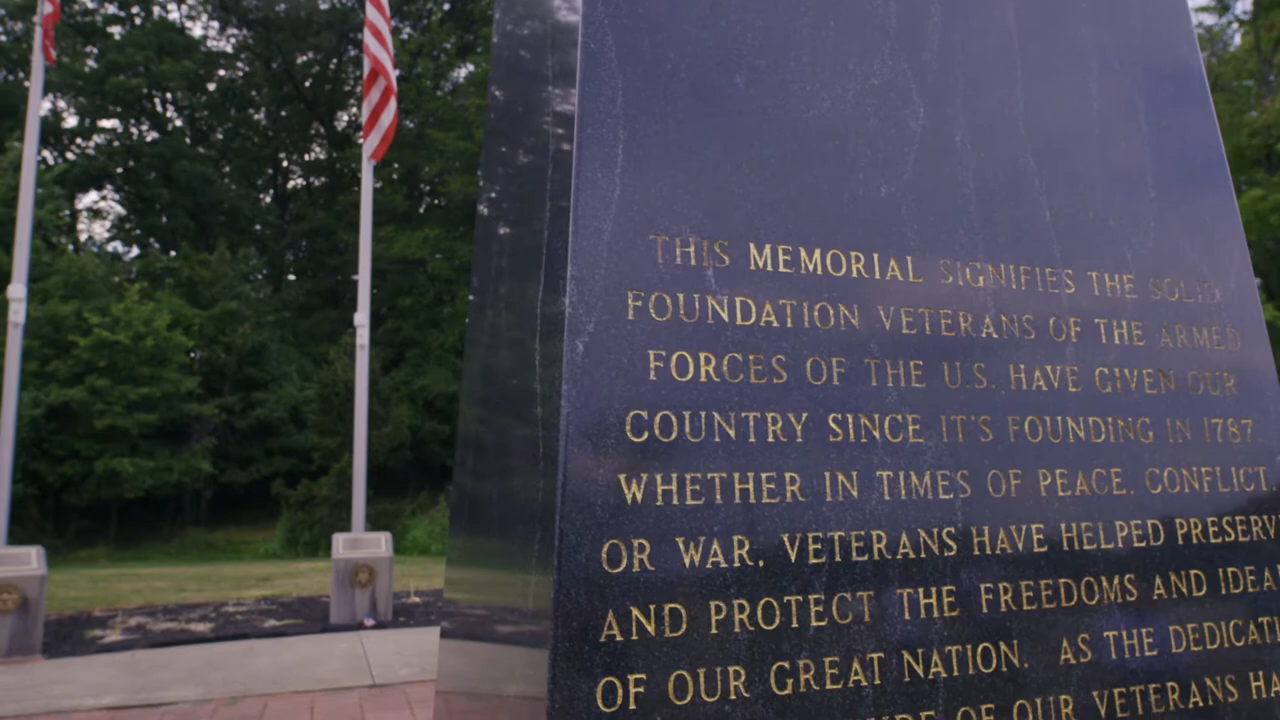 THIS MEMORIAL SIGNIFIES THE SOLID
FOUNDATION VETERANS OF THE ARMED
FORCES OF THE U.S. HAVE GIVEN OUR
COUNTRY SINCE IT'S FOUNDING IN 1787.
WHETHER IN TIMES OF PEACE, CONFLICT,
OR WAR, VETERANS HAVE HELPED PRESERV
AND PROTECT THE FREEDOMS AND IDEA
OF OUR GREAT NATION. AS THE DEDICATI
OF OUR VETERANS HA